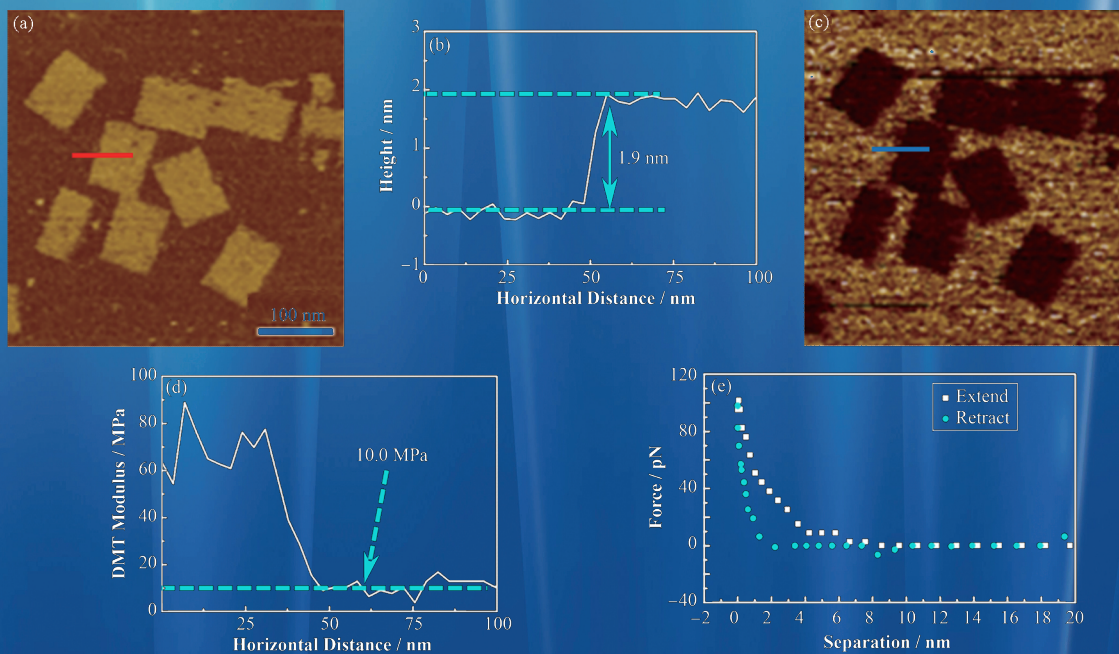 (a)
100 nm
(b)
3
2
1
0
−1
Height / nm
1.9 nm
0
25
50
75
100
Horizontal Distance / nm
(c)
(d)
100
80
60
40
20
0
DMT Modulus / MPa
10.0 MPa
25
50
75
100
Horizontal Distance / nm
(e)
120
80
40
0
−40
Force / pN
Extend
Retract
−2 0 2 4 6 8 10 12 14 16 18 20
Separation / nm